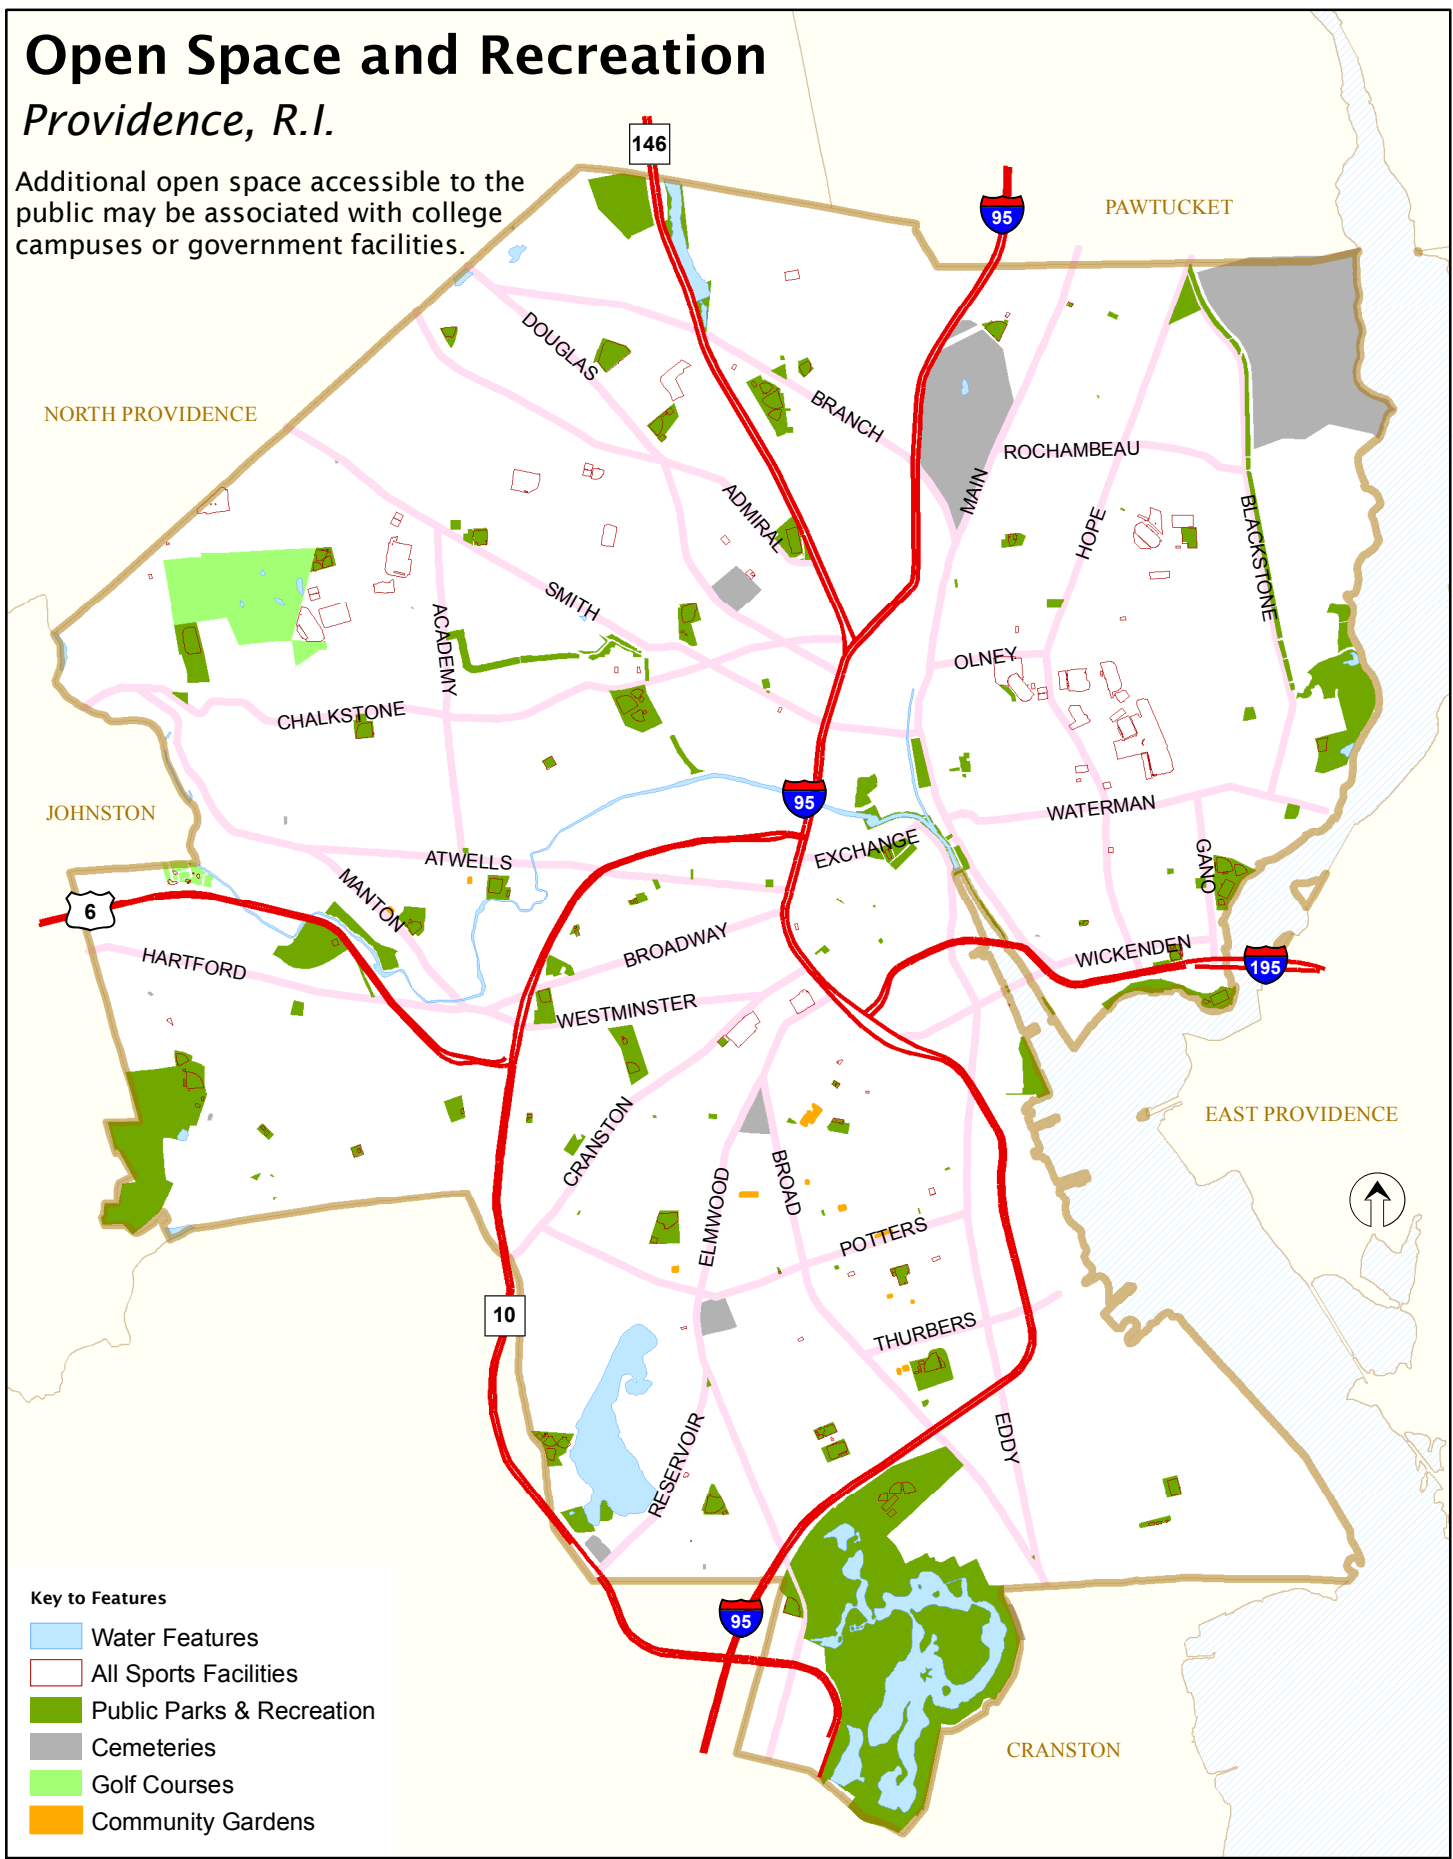 Open Space and Recreation
Providence, R.I.
Additional open space accessible to the
public may be associated with college
campuses or government facilities.
146
95
PAWTUCKET
DOUGLAS
NORTH PROVIDENCE
BRANCH
ROCHAMBEAU
MAIN
ADMIRAL
HOPE
BLACKSTONE
SMITH
ACADEMY
OLNEY
CHALKSTONE
95
JOHNSTON
WATERMAN
EXCHANGE
ATWELLS
GANO
MANTON
6
BROADWAY
WICKENDEN
HARTFORD
195
WESTMINSTER
EAST PROVIDENCE
CRANSTON
BROAD
ELMWOOD
POTTERS
10
THURBERS
EDDY
RESERVOIR
95
CRANSTON
Key to Features
Water Features
All Sports Facilities
Public Parks & Recreation
Cemeteries
Golf Courses
Community Gardens